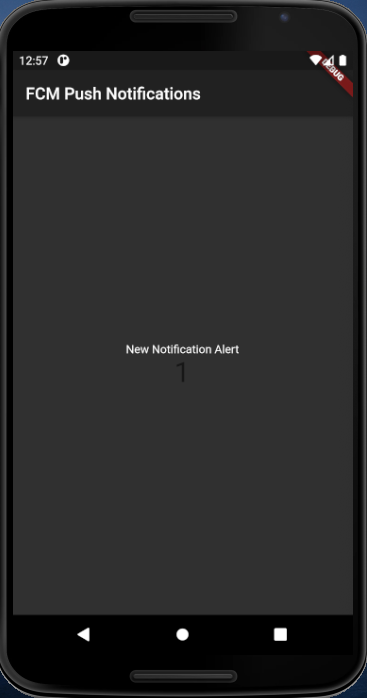 12:57
DEBUG
FCM Push Notifications
New Notification Alert
1